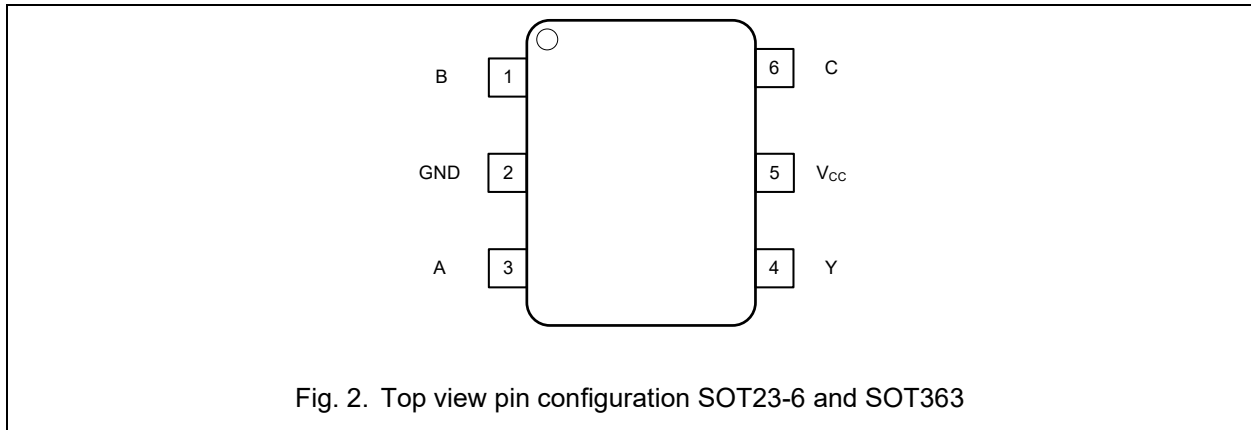 B 1 6 C
GND 2 5 VCC
A 3 4 Y
Fig. 2. Top view pin configuration SOT23-6 and SOT363